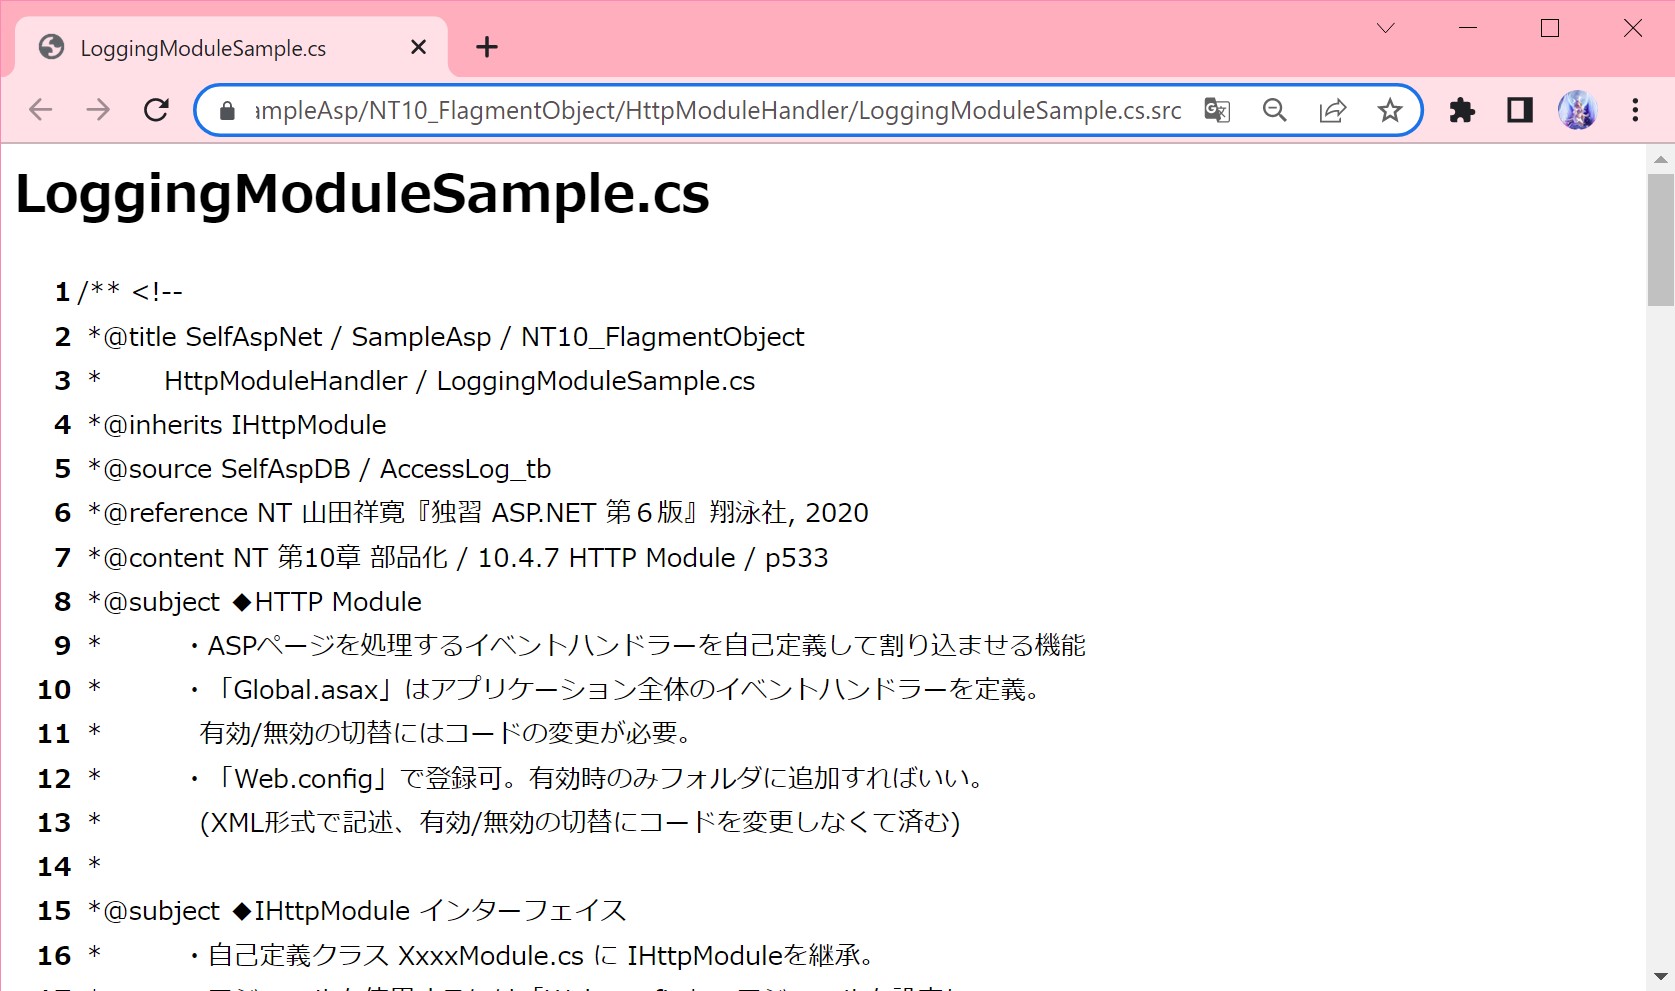 LoggingModuleSample.cs
ampleAsp/NT10_FlagmentObject/HttpModuleHandler/LoggingModuleSample.cs.src
LoggingModuleSample.cs
1 /** <!--
2 *@title SelfAspNet / SampleAsp / NT10_FlagmentObject
3 * HttpModuleHandler / LoggingModuleSample.cs
4 *@inherits IHttpModule
5 *@source SelfAspDB / AccessLog_tb
6 *@reference NT 山田祥寛『独習 ASP.NET 第６版』翔泳社, 2020
7 *@content NT 第10章 部品化 / 10.4.7 HTTP Module / p533
8 *@subject ◆HTTP Module
9 * ・ASPページを処理するイベントハンドラーを自己定義して割り込ませる機能
10 * ・「Global.asax」はアプリケーション全体のイベントハンドラーを定義。
11 * 有効/無効の切替にはコードの変更が必要。
12 * ・「Web.config」で登録可。有効時のみフォルダに追加すればいい。
13 * (XML形式で記述、有効/無効の切替にコードを変更しなくて済む)
14 *
15 *@subject ◆IHttpModule インターフェイス
16 * ・自己定義クラス XxxxModule.cs に IHttpModuleを継承。